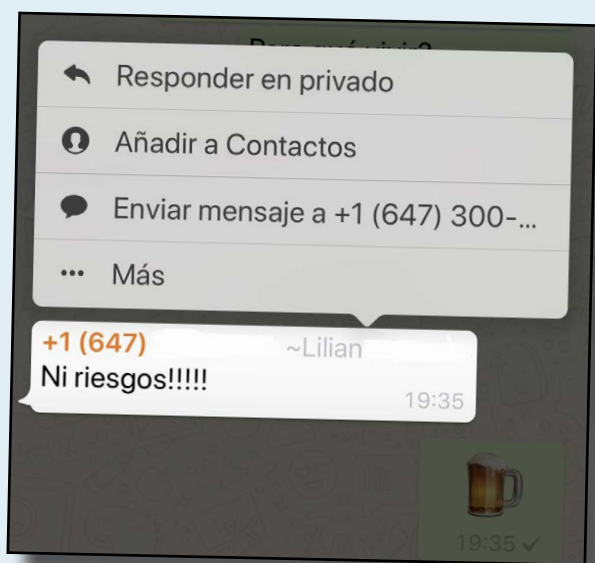 Responder en privado
Añadir a Contactos
Enviar mensaje a +1 (647) 300-...
Más
+1 (647) ~Lilian
Ni riesgos!!!!!
19:35
19:35